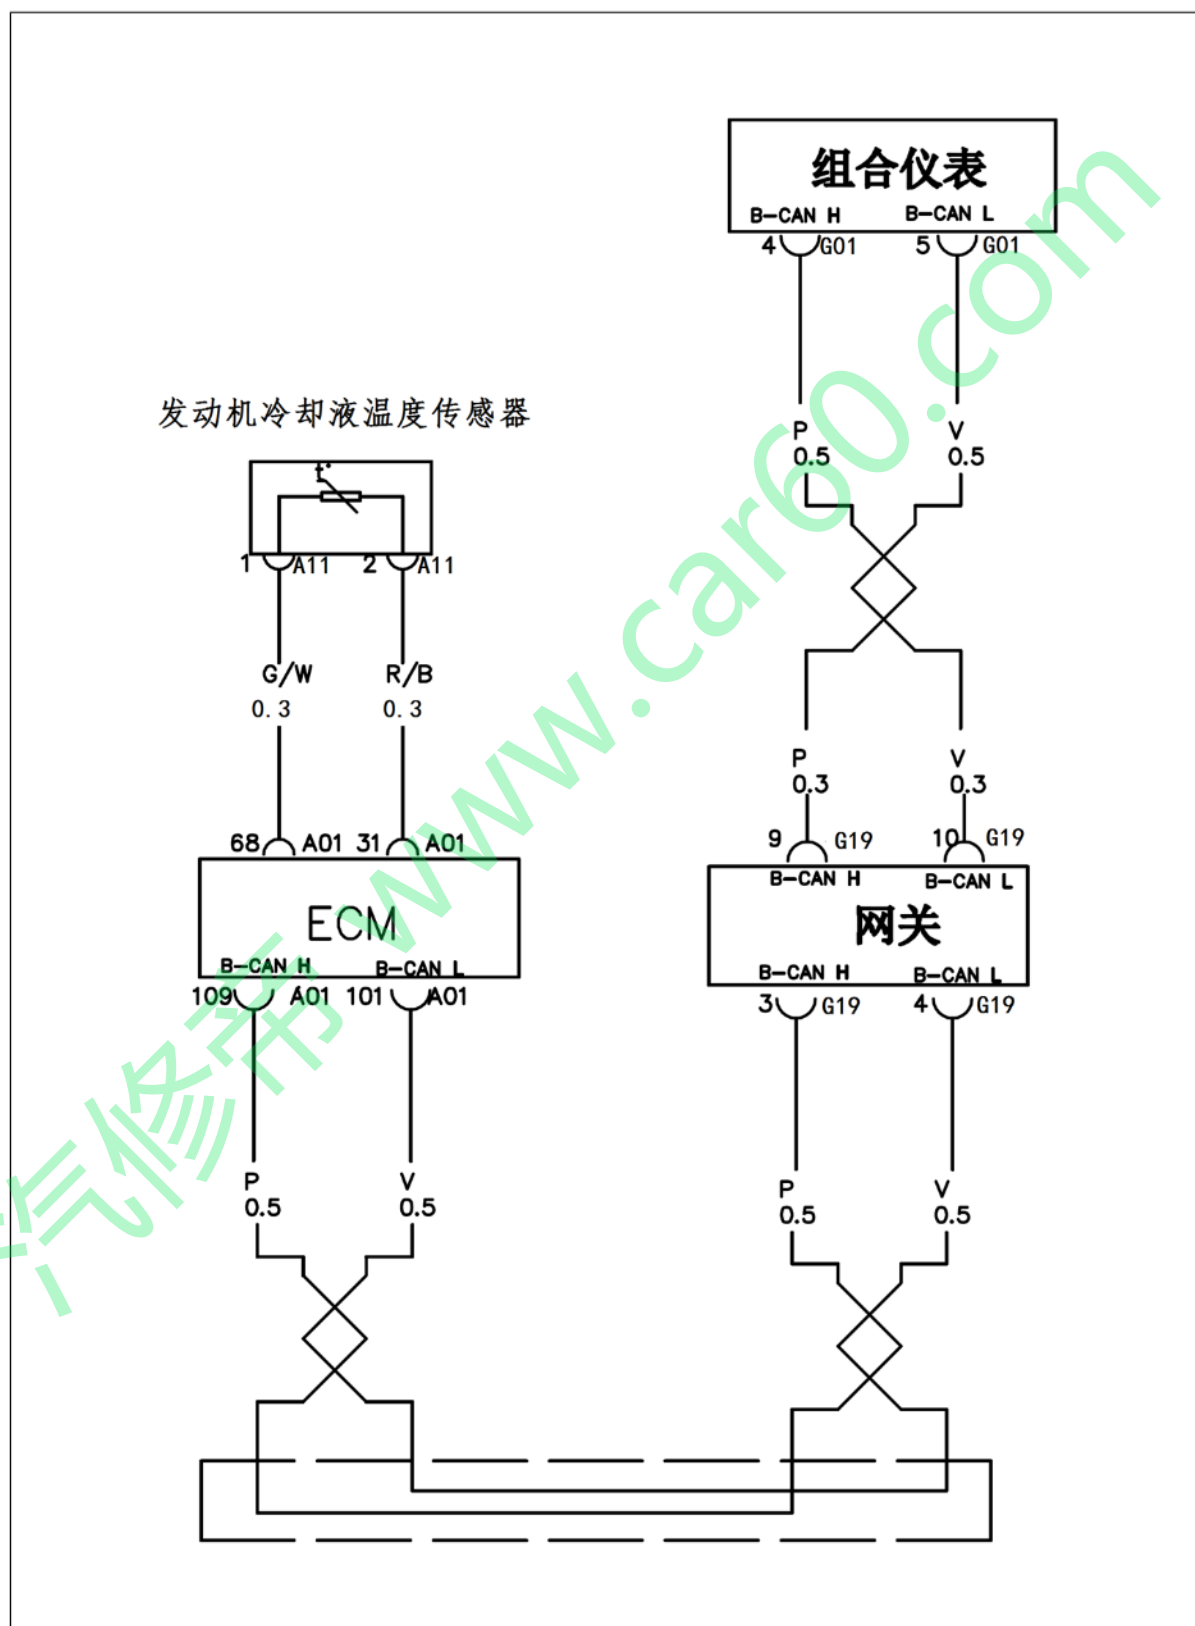 组合仪表
B-CAN H B-CAN L
4 G01 5 G01
P V
0.5 0.5
发动机冷却液温度传感器
t°
1 A11 2 A11
G/W R/B
0.3 0.3
P V
0.3 0.3
68 A01 31 A01
9 G19 10 G19
B-CAN H B-CAN L
ECM
网关
B-CAN H B-CAN L
B-CAN H B-CAN L
109 A01 101 A01
3 G19 4 G19
P V
0.5 0.5
P V
0.5 0.5
汽修帝 www.car60.com